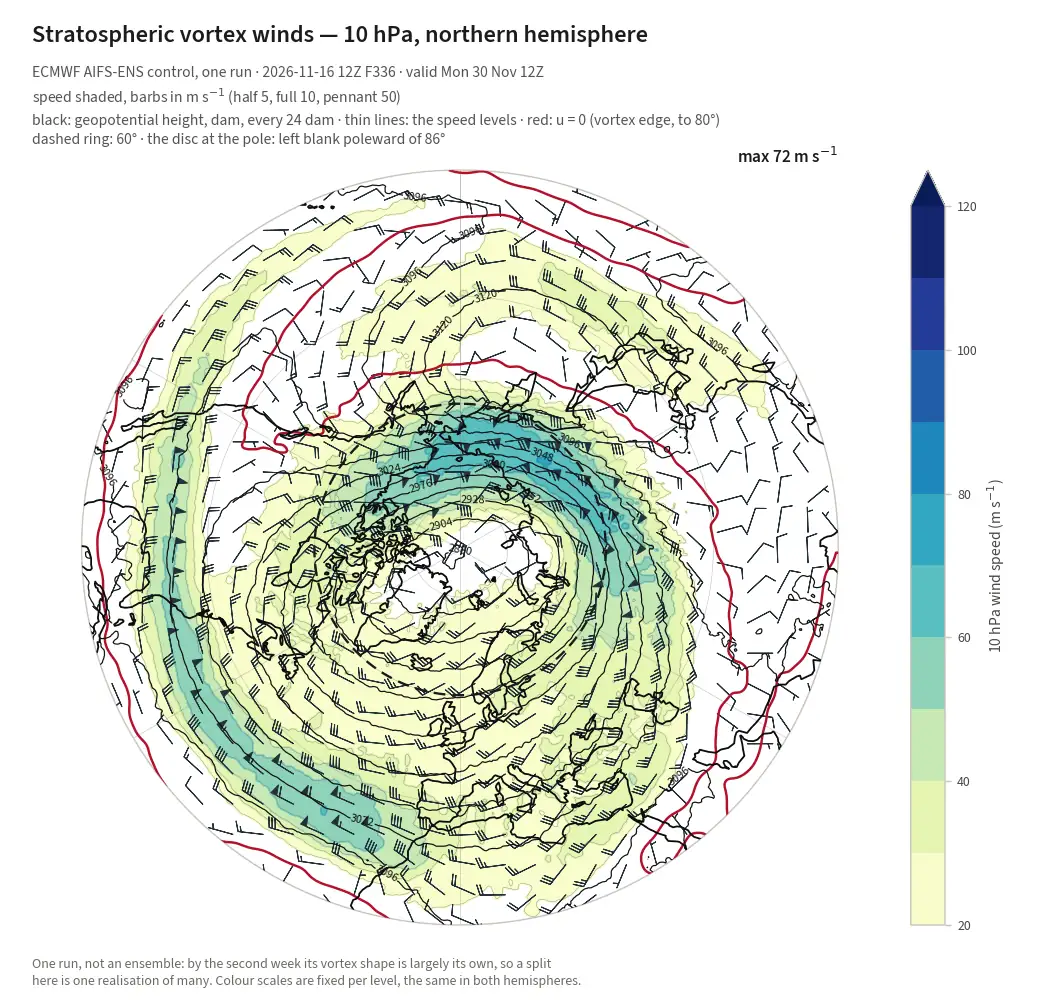 Stratospheric vortex winds — 10 hPa, northern hemisphere
ECMWF AIFS-ENS control, one run · 2026-11-16 12Z F336 · valid Mon 30 Nov 12Z
speed shaded, barbs in m s⁻¹ (half 5, full 10, pennant 50)
black: geopotential height, dam, every 24 dam · thin lines: the speed levels · red: u = 0 (vortex edge, to 80°)
dashed ring: 60° · the disc at the pole: left blank poleward of 86°
max 72 m s⁻¹
120
100
80
60
40
20
10 hPa wind speed (m s⁻¹)
3096
3096
3120
3120
3096
3096
3096
3096
3048
3024
2976
2928
2904
3072
3096
3096
One run, not an ensemble: by the second week its vortex shape is largely its own, so a split
here is one realisation of many. Colour scales are fixed per level, the same in both hemispheres.